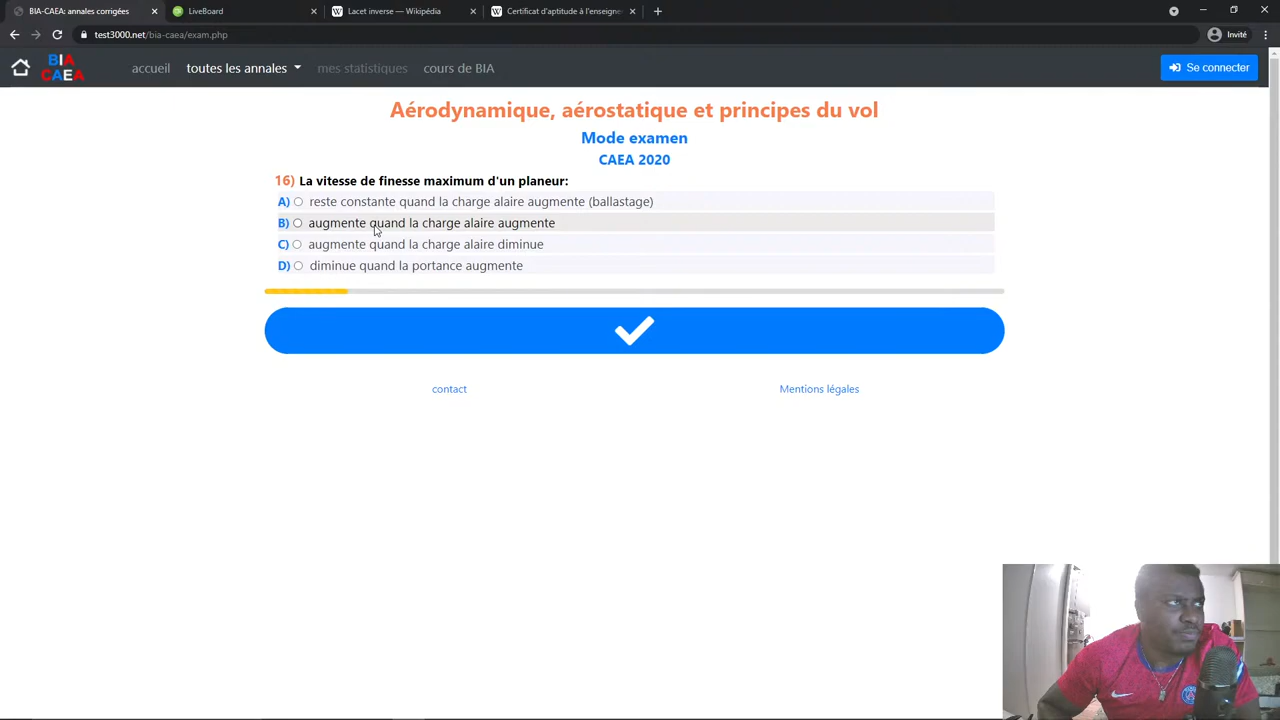 BIA-CAEA: annales corrigées
LiveBoard
Lacet inverse — Wikipédia
Certificat d'aptitude à l'enseigne
test3000.net/bia-caea/exam.php
Invité
BIA
CAEA
accueil
toutes les annales
mes statistiques
cours de BIA
Se connecter
Aérodynamique, aérostatique et principes du vol
Mode examen
CAEA 2020
16) La vitesse de finesse maximum d'un planeur:
A) reste constante quand la charge alaire augmente (ballastage)
B) augmente quand la charge alaire augmente
C) augmente quand la charge alaire diminue
D) diminue quand la portance augmente
contact
Mentions légales